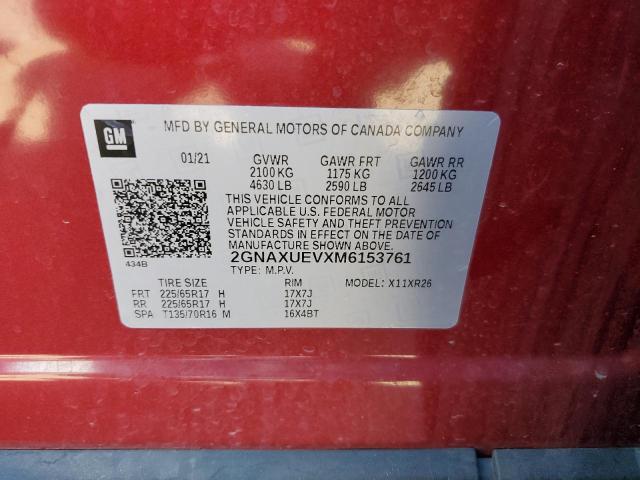 GM
MFD BY GENERAL MOTORS OF CANADA COMPANY
01/21 GVWR GAWR FRT GAWR RR
2100 KG 1175 KG 1200 KG
4630 LB 2590 LB 2645 LB
THIS VEHICLE CONFORMS TO ALL
APPLICABLE U.S. FEDERAL MOTOR
VEHICLE SAFETY AND THEFT PREVENTION
STANDARDS IN EFFECT ON THE DATE OF
MANUFACTURE SHOWN ABOVE.
434B 2GNAXUEVXM6153761
TYPE: M.P.V.
TIRE SIZE RIM MODEL: X11XR26
FRT 225/65R17 H 17X7J
RR 225/65R17 H 17X7J
SPA T135/70R16 M 16X4BT